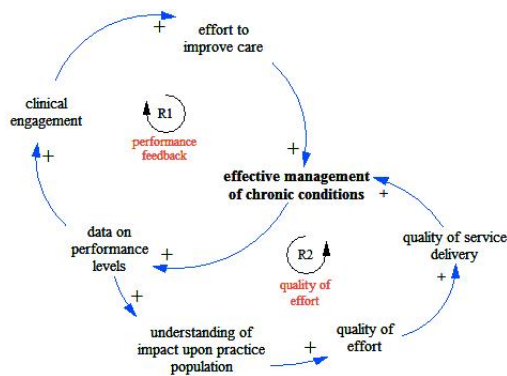 effort to
improve care
+
clinical
engagement
R1
performance
feedback
+
+
effective management
of chronic conditions
+
data on
performance
levels
+
R2
quality of
effort
quality of service
delivery
+
+
understanding of
impact upon practice
population
+
quality of
effort